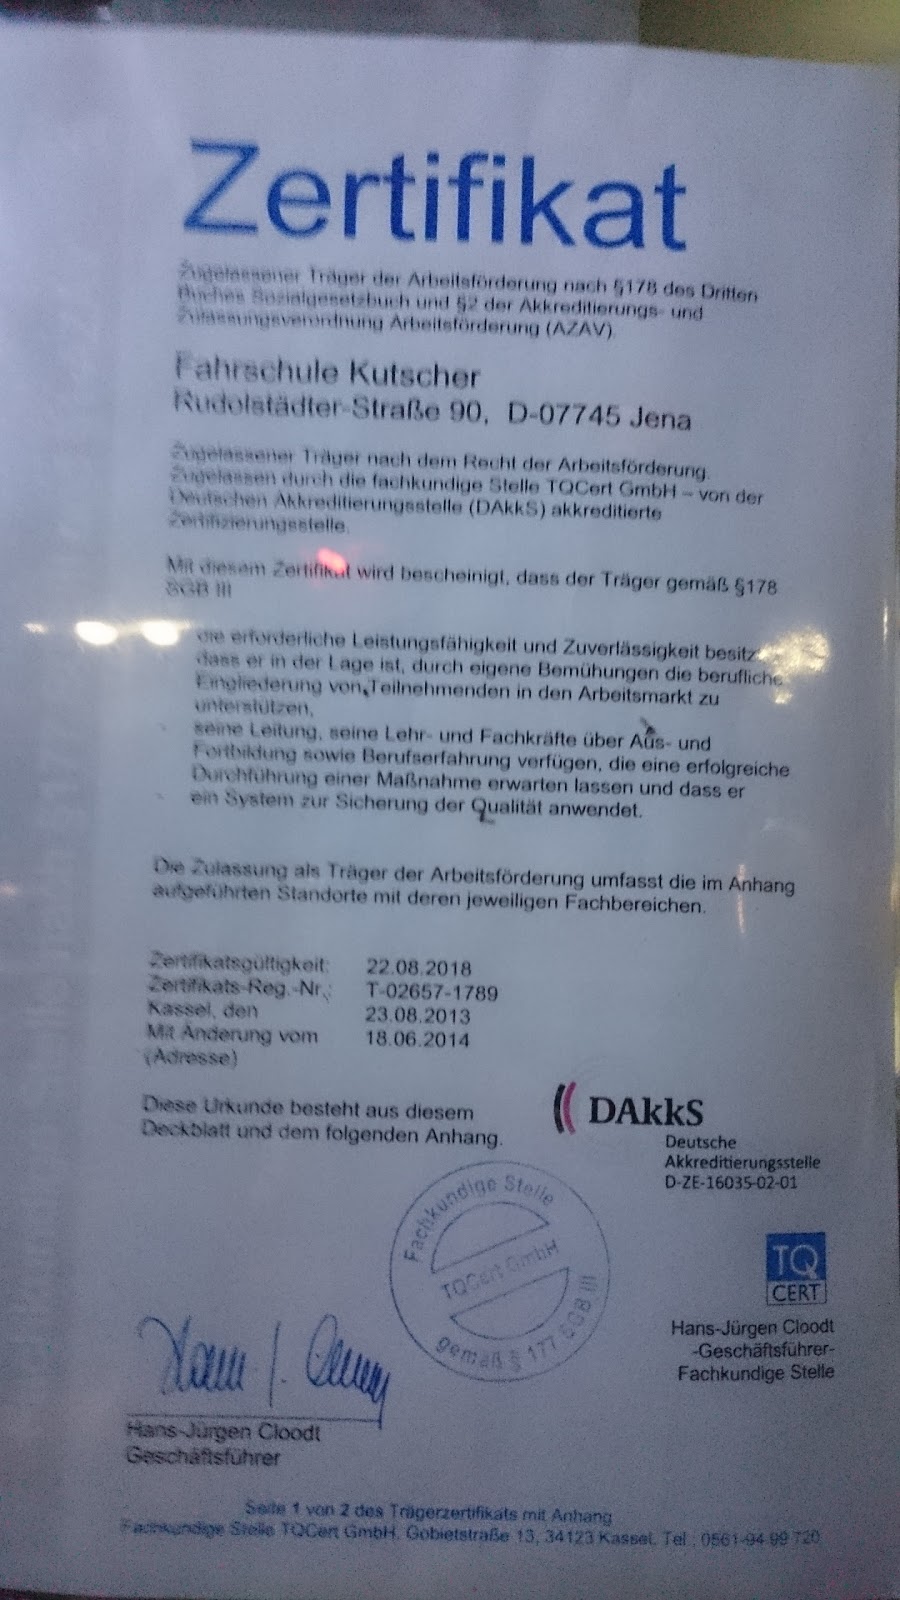 Zertifikat
Zugelassener Träger der Arbeitsförderung nach §178 des Dritten
Buches Sozialgesetzbuch und §2 der Akkreditierungs- und
Zulassungsverordnung Arbeitsförderung (AZAV).
Fahrschule Kutscher
Rudolstädter-Straße 90, D-07745 Jena
Zugelassener Träger nach dem Recht der Arbeitsförderung.
Zugelassen durch die fachkundige Stelle TQCert GmbH – von der
Deutschen Akkreditierungsstelle (DAkkS) akkreditierte
Zertifizierungsstelle.
Mit diesem Zertifikat wird bescheinigt, dass der Träger gemäß §178
SGB III
die erforderliche Leistungsfähigkeit und Zuverlässigkeit besitzt
dass er in der Lage ist, durch eigene Bemühungen die berufliche
Eingliederung von Teilnehmenden in den Arbeitsmarkt zu
unterstützen,
seine Leitung, seine Lehr- und Fachkräfte über Aus- und
Fortbildung sowie Berufserfahrung verfügen, die eine erfolgreiche
Durchführung einer Maßnahme erwarten lassen und dass er
ein System zur Sicherung der Qualität anwendet.
Die Zulassung als Träger der Arbeitsförderung umfasst die im Anhang
aufgeführten Standorte mit deren jeweiligen Fachbereichen.
Zertifikatsgültigkeit: 22.08.2018
Zertifikats-Reg.-Nr.: T-02657-1789
Kassel, den 23.08.2013
Mit Änderung vom 18.06.2014
(Adresse)
Diese Urkunde besteht aus diesem
Deckblatt und dem folgenden Anhang.
DAkkS
Deutsche
Akkreditierungsstelle
D-ZE-16035-02-01
Fachkundige Stelle
TQCert GmbH
gemäß § 177 SGB III
TQ
CERT
Hans-Jürgen Cloodt
-Geschäftsführer-
Fachkundige Stelle
Hans-Jürgen Cloodt
Geschäftsführer
Seite 1 von 2 des Trägerzertifikats mit Anhang
Fachkundige Stelle TQCert GmbH, Gobietstraße 13, 34123 Kassel, Tel.: 0561-94 99 720